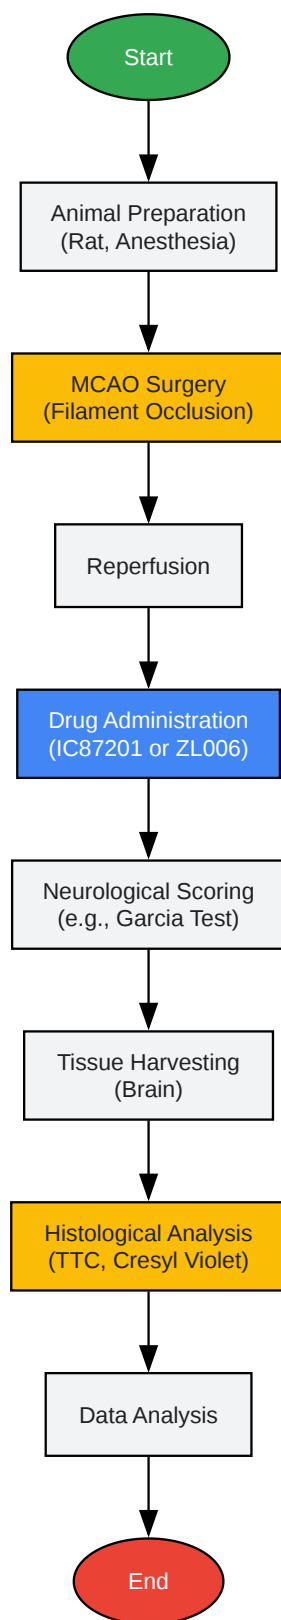 Start
Animal Preparation
(Rat, Anesthesia)
MCAO Surgery
(Filament Occlusion)
Reperfusion
Drug Administration
(IC87201 or ZL006)
Neurological Scoring
(e.g., Garcia Test)
Tissue Harvesting
(Brain)
Histological Analysis
(TTC, Cresyl Violet)
Data Analysis
End